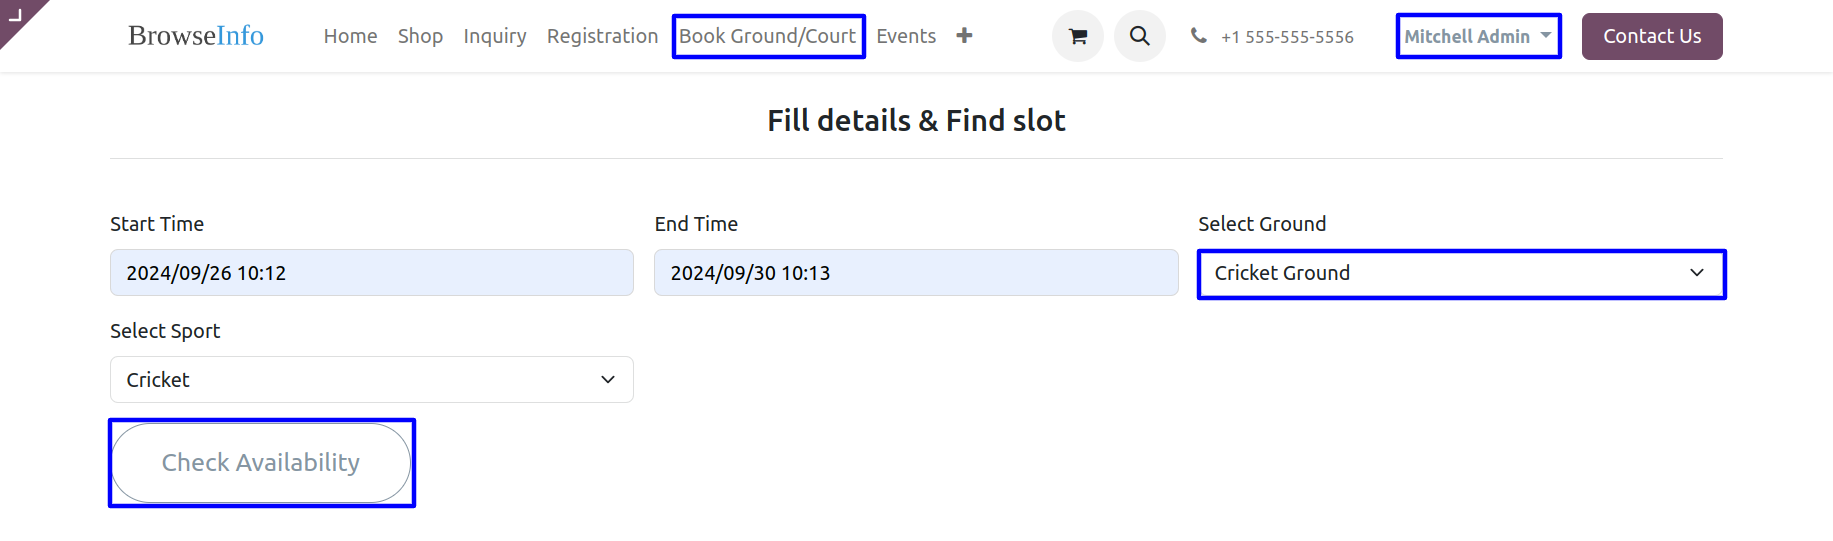 BrowseInfo Home Shop Inquiry Registration Book Ground/Court Events +1 555-555-5556 Mitchell Admin Contact Us
Fill details & Find slot
Start Time End Time Select Ground
2024/09/26 10:12 2024/09/30 10:13 Cricket Ground
Select Sport
Cricket
Check Availability